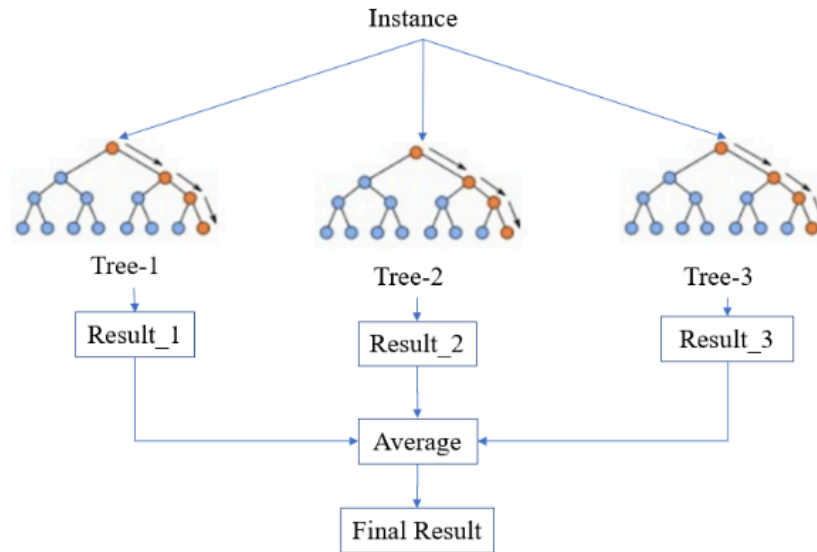 Instance
Tree-1
Tree-2
Tree-3
Result_1
Result_2
Result_3
Average
Final Result